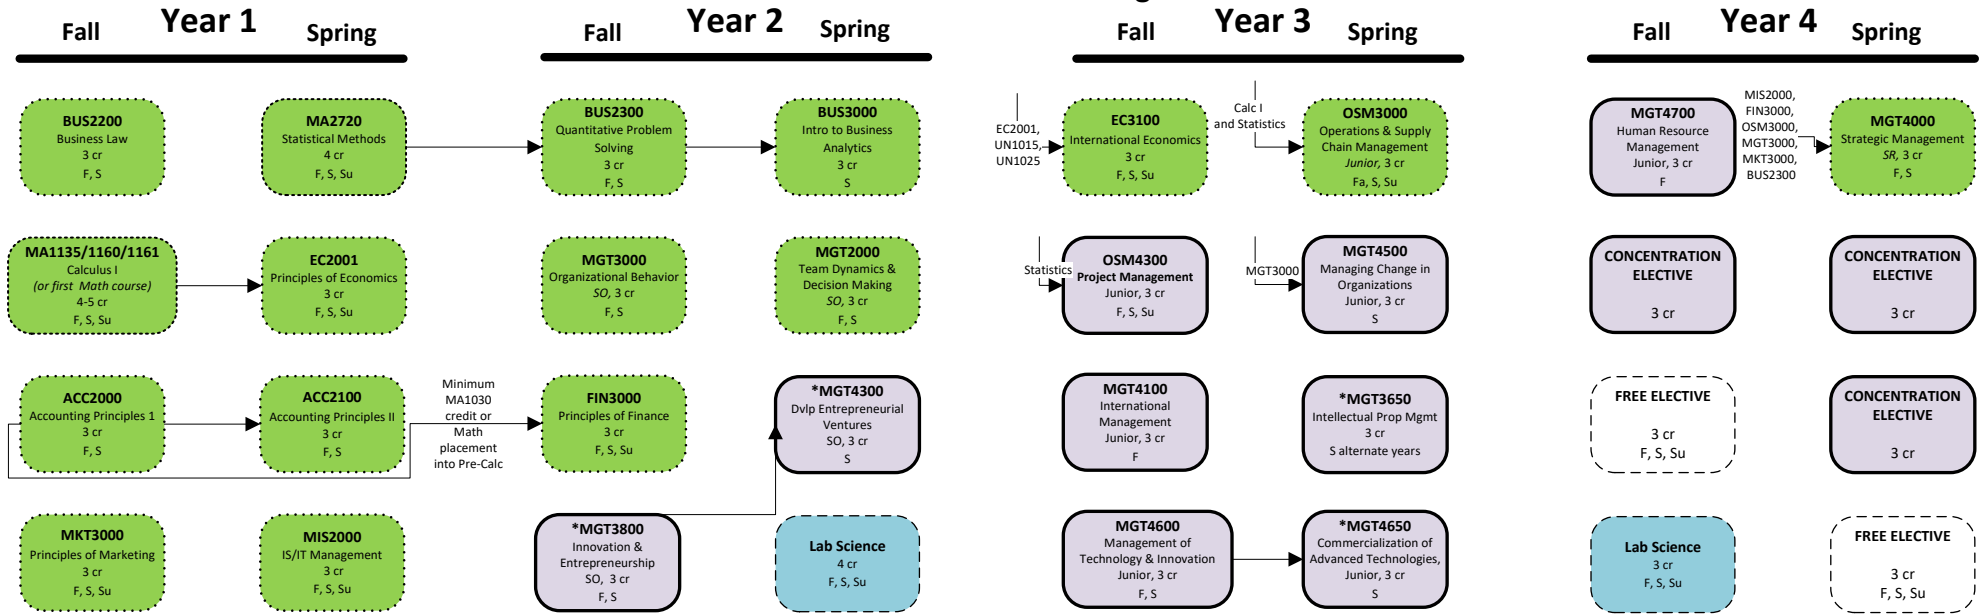 Year 1
Fall
Spring
Year 2
Fall
Spring
Year 3
Fall
Spring
Year 4
Fall
Spring
BUS2200
Business Law
3 cr
F, S
MA2720
Statistical Methods
4 cr
F, S, Su
BUS2300
Quantitative Problem
Solving
3 cr
F, S
BUS3000
Intro to Business
Analytics
3 cr
S
EC2001,
UN1015,
UN1025
EC3100
International Economics
3 cr
F, S, Su
Calc I
and Statistics
OSM3000
Operations & Supply
Chain Management
Junior, 3 cr
Fa, S, Su
MGT4700
Human Resource
Management
Junior, 3 cr
F
MIS2000,
FIN3000,
OSM3000,
MGT3000,
MKT3000,
BUS2300
MGT4000
Strategic Management
SR, 3 cr
F, S
MA1135/1160/1161
Calculus I
(or first Math course)
4-5 cr
F, S, Su
EC2001
Principles of Economics
3 cr
F, S, Su
MGT3000
Organizational Behavior
SO, 3 cr
F, S
MGT2000
Team Dynamics &
Decision Making
SO, 3 cr
F, S
Statistics
OSM4300
Project Management
Junior, 3 cr
F, S, Su
MGT3000
MGT4500
Managing Change in
Organizations
Junior, 3 cr
S
CONCENTRATION
ELECTIVE
3 cr
CONCENTRATION
ELECTIVE
3 cr
ACC2000
Accounting Principles 1
3 cr
F, S
ACC2100
Accounting Principles II
3 cr
F, S
Minimum
MA1030
credit or
Math
placement
into Pre-Calc
FIN3000
Principles of Finance
3 cr
F, S, Su
*MGT4300
Dvlp Entrepreneurial
Ventures
SO, 3 cr
S
MGT4100
International
Management
Junior, 3 cr
F
*MGT3650
Intellectual Prop Mgmt
3 cr
S alternate years
FREE ELECTIVE
3 cr
F, S, Su
CONCENTRATION
ELECTIVE
3 cr
MKT3000
Principles of Marketing
3 cr
F, S, Su
MIS2000
IS/IT Management
3 cr
F, S, Su
*MGT3800
Innovation &
Entrepreneurship
SO, 3 cr
F, S
Lab Science
4 cr
F, S, Su
MGT4600
Management of
Technology & Innovation
Junior, 3 cr
F, S
*MGT4650
Commercialization of
Advanced Technologies,
Junior, 3 cr
S
Lab Science
3 cr
F, S, Su
FREE ELECTIVE
3 cr
F, S, Su